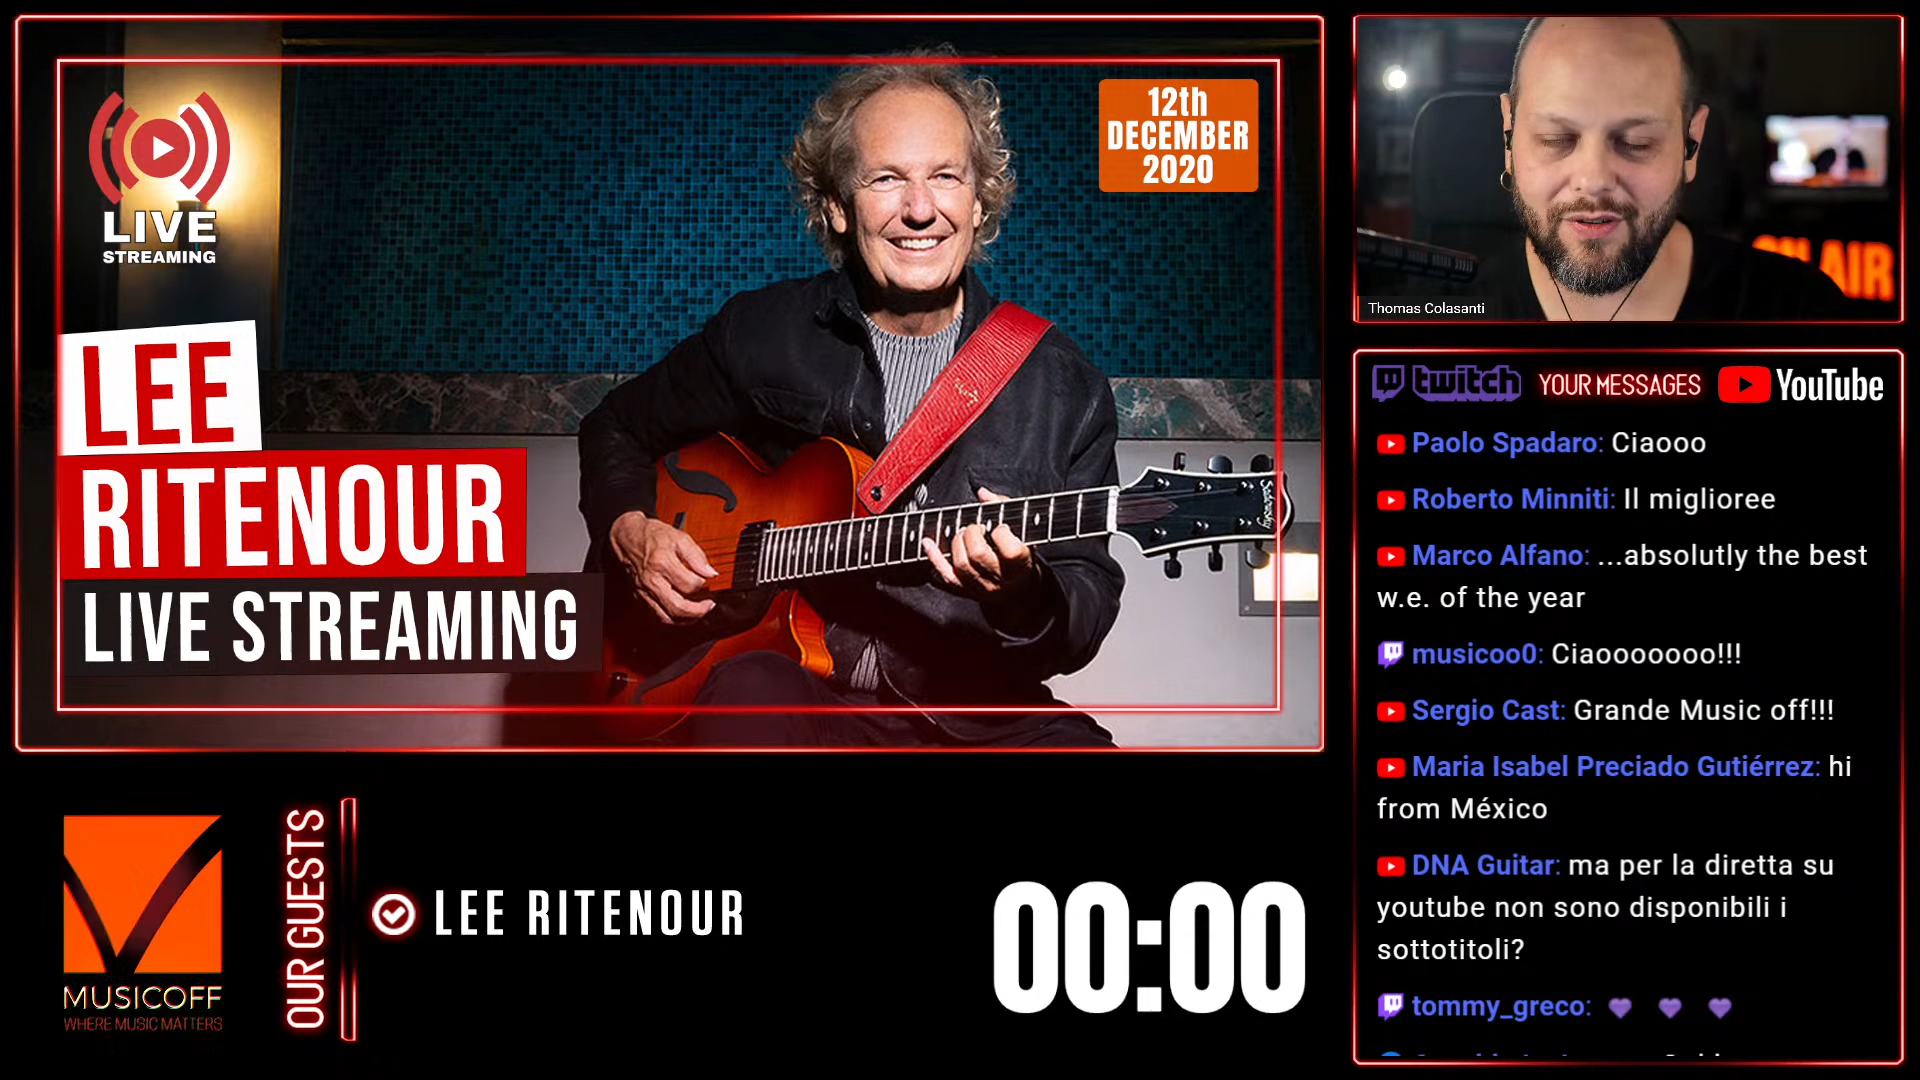 LIVE
STREAMING
12th
DECEMBER
2020
LEE
RITENOUR
LIVE STREAMING
Sadowsky
Thomas Colasanti
ON AIR
twitch YOUR MESSAGES YouTube
Paolo Spadaro: Ciaooo
Roberto Minniti: Il miglioree
Marco Alfano: ...absolutly the best
w.e. of the year
musicoo0: Ciaooooooo!!!
Sergio Cast: Grande Music off!!!
Maria Isabel Preciado Gutiérrez: hi
from México
DNA Guitar: ma per la diretta su
youtube non sono disponibili i
sottotitoli?
tommy_greco: 💜 💜 💜
MUSICOFF
WHERE MUSIC MATTERS
OUR GUESTS
LEE RITENOUR
00:00